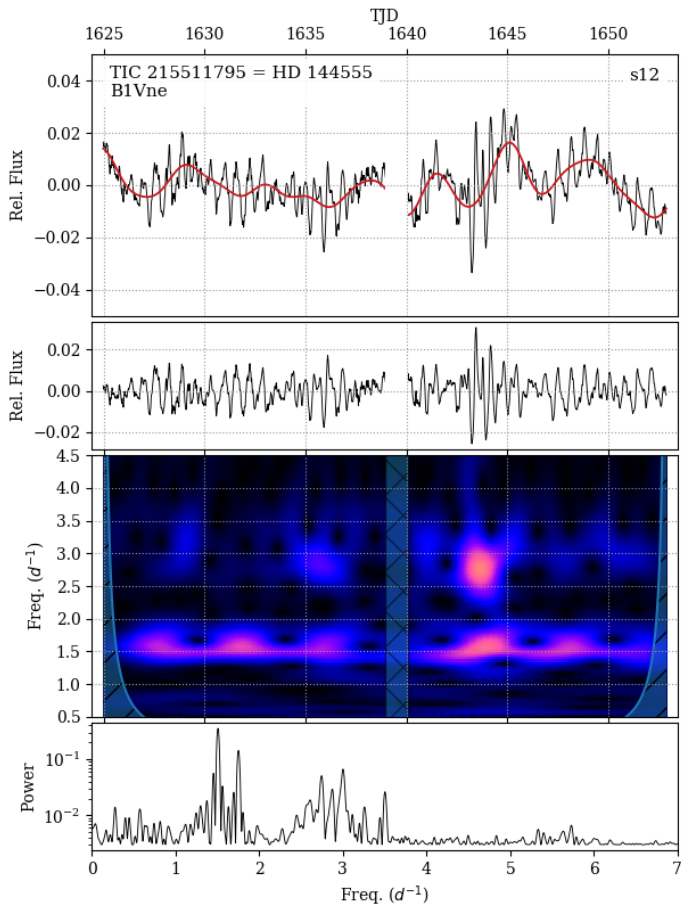 TJD
1625 1630 1635 1640 1645 1650
TIC 215511795 = HD 144555
B1Vne
s12
Rel. Flux
0.04
0.02
0.00
−0.02
−0.04
Rel. Flux
0.02
0.00
−0.02
Freq. (d⁻¹)
4.5
4.0
3.5
3.0
2.5
2.0
1.5
1.0
0.5
Power
10⁻¹
10⁻²
0 1 2 3 4 5 6 7
Freq. (d⁻¹)